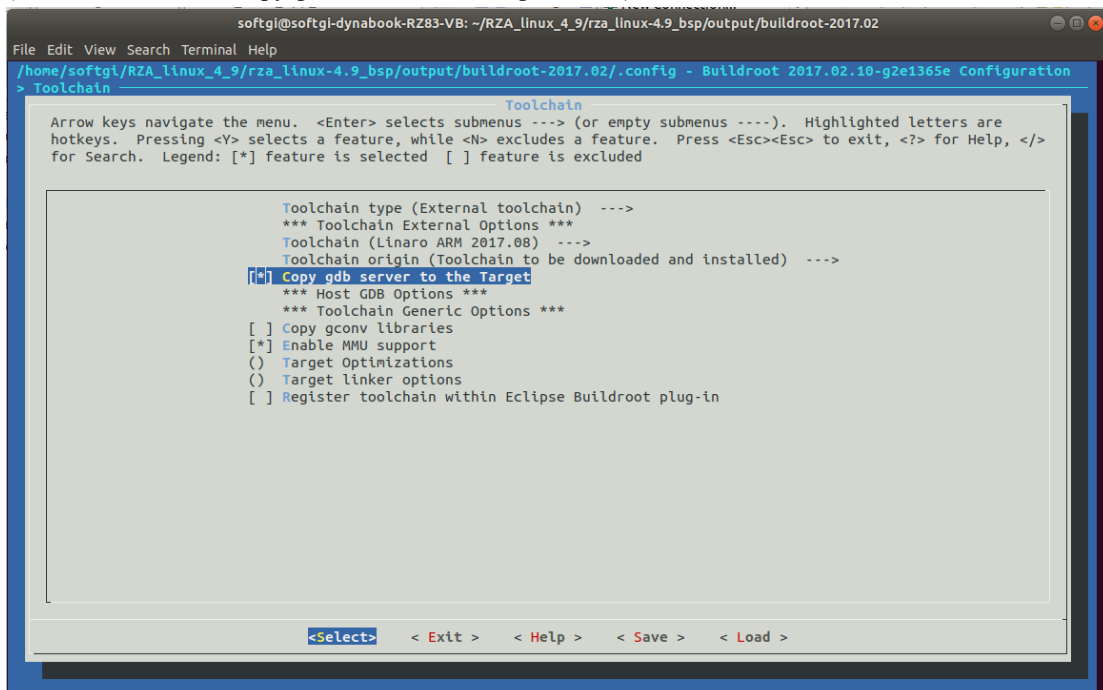 softgi@softgi-dynabook-RZ83-VB: ~/RZA_linux_4_9/rza_linux-4.9_bsp/output/buildroot-2017.02
File Edit View Search Terminal Help
/home/softgi/RZA_linux_4_9/rza_linux-4.9_bsp/output/buildroot-2017.02/.config - Buildroot 2017.02.10-g2e1365e Configuration
> Toolchain
Toolchain
Arrow keys navigate the menu. <Enter> selects submenus ---> (or empty submenus ----). Highlighted letters are
hotkeys. Pressing <Y> selects a feature, while <N> excludes a feature. Press <Esc><Esc> to exit, <?> for Help, </>
for Search. Legend: [*] feature is selected [ ] feature is excluded
Toolchain type (External toolchain) --->
*** Toolchain External Options ***
Toolchain (Linaro ARM 2017.08) --->
Toolchain origin (Toolchain to be downloaded and installed) --->
[*] Copy gdb server to the Target
*** Host GDB Options ***
*** Toolchain Generic Options ***
[ ] Copy gconv libraries
[*] Enable MMU support
() Target Optimizations
() Target linker options
[ ] Register toolchain within Eclipse Buildroot plug-in
<Select> < Exit > < Help > < Save > < Load >